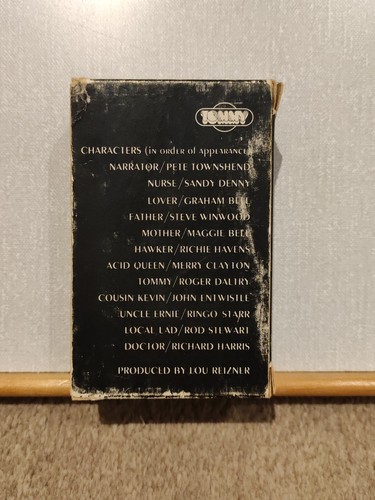 TOMMY
CHARACTERS (IN ORDER OF APPEARANCE)
NARRATOR/PETE TOWNSHEND
NURSE/SANDY DENNY
LOVER/GRAHAM BELL
FATHER/STEVE WINWOOD
MOTHER/MAGGIE BELL
HAWKER/RICHIE HAVENS
ACID QUEEN/MERRY CLAYTON
TOMMY/ROGER DALTRY
COUSIN KEVIN/JOHN ENTWISTLE
UNCLE ERNIE/RINGO STARR
LOCAL LAD/ROD STEWART
DOCTOR/RICHARD HARRIS
PRODUCED BY LOU REIZNER